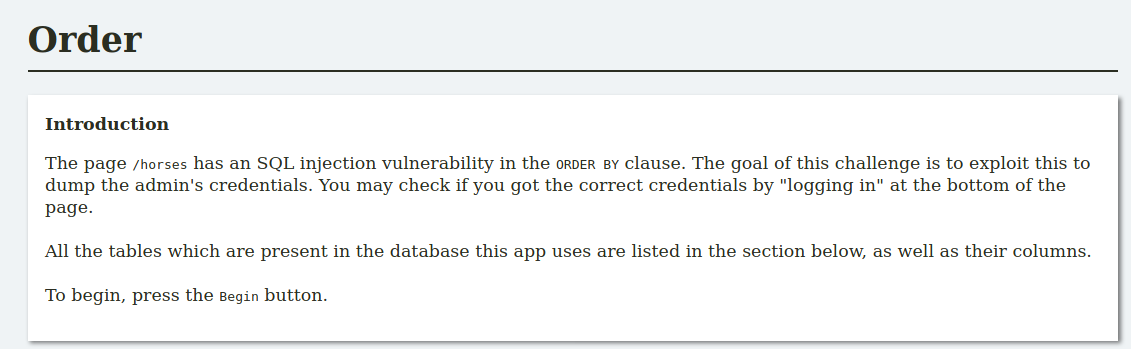 Order
Introduction
The page /horses has an SQL injection vulnerability in the ORDER BY clause. The goal of this challenge is to exploit this to
dump the admin's credentials. You may check if you got the correct credentials by "logging in" at the bottom of the
page.
All the tables which are present in the database this app uses are listed in the section below, as well as their columns.
To begin, press the Begin button.